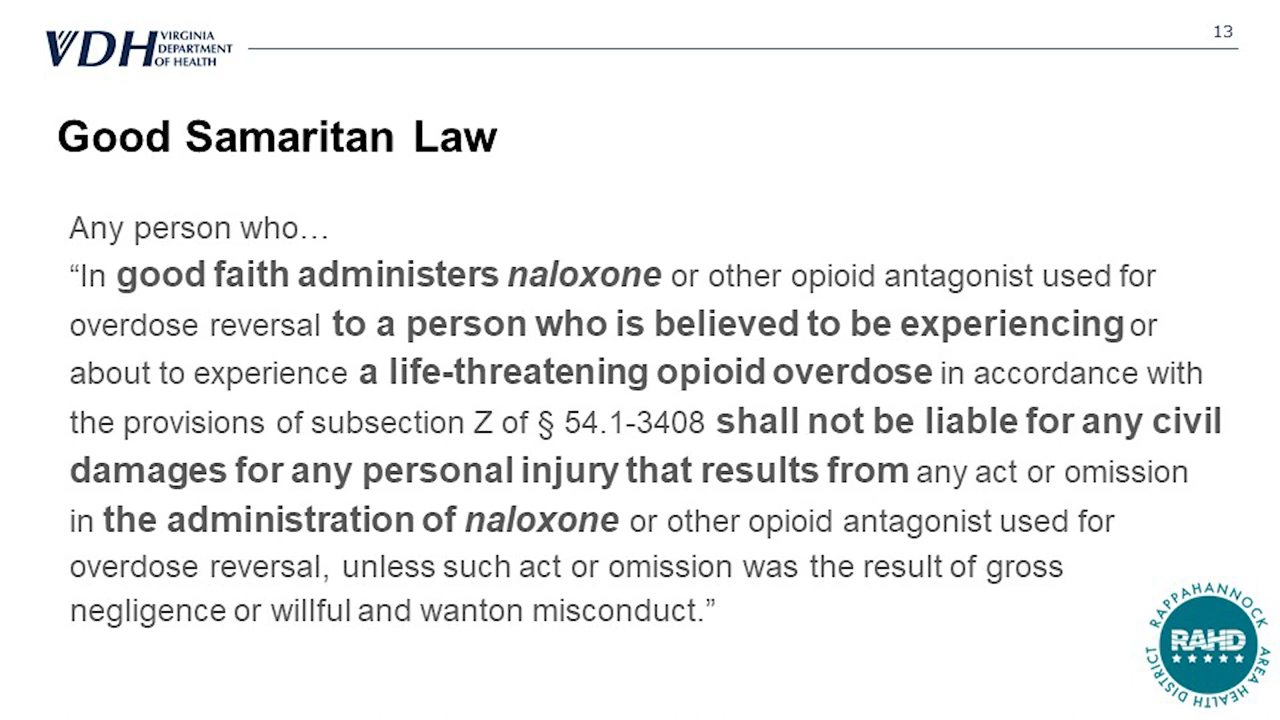 13
VDH VIRGINIA
DEPARTMENT
OF HEALTH
Good Samaritan Law
Any person who…
“In good faith administers naloxone or other opioid antagonist used for
overdose reversal to a person who is believed to be experiencing or
about to experience a life-threatening opioid overdose in accordance with
the provisions of subsection Z of § 54.1-3408 shall not be liable for any civil
damages for any personal injury that results from any act or omission
in the administration of naloxone or other opioid antagonist used for
overdose reversal, unless such act or omission was the result of gross
negligence or willful and wanton misconduct.”
RAPPAHANNOCK
RAHD
AREA HEALTH DISTRICT